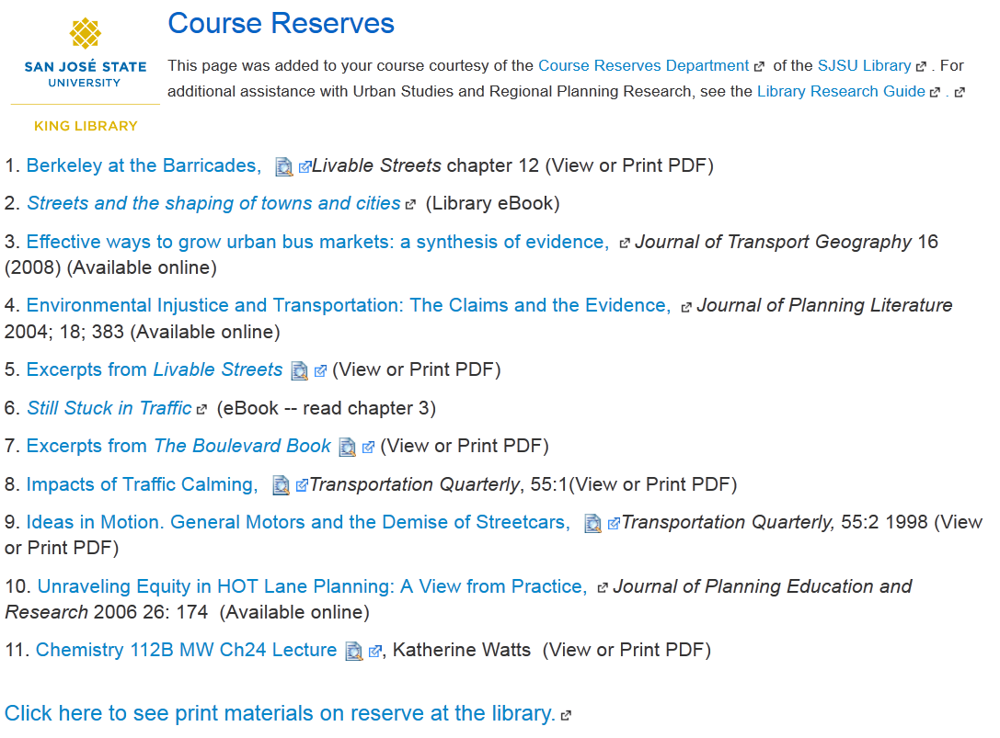 Course Reserves
SAN JOSÉ STATE
UNIVERSITY
KING LIBRARY
This page was added to your course courtesy of the Course Reserves Department of the SJSU Library . For
additional assistance with Urban Studies and Regional Planning Research, see the Library Research Guide .
1. Berkeley at the Barricades, Livable Streets chapter 12 (View or Print PDF)
2. Streets and the shaping of towns and cities (Library eBook)
3. Effective ways to grow urban bus markets: a synthesis of evidence, Journal of Transport Geography 16
(2008) (Available online)
4. Environmental Injustice and Transportation: The Claims and the Evidence, Journal of Planning Literature
2004; 18; 383 (Available online)
5. Excerpts from Livable Streets (View or Print PDF)
6. Still Stuck in Traffic (eBook -- read chapter 3)
7. Excerpts from The Boulevard Book (View or Print PDF)
8. Impacts of Traffic Calming, Transportation Quarterly, 55:1(View or Print PDF)
9. Ideas in Motion. General Motors and the Demise of Streetcars, Transportation Quarterly, 55:2 1998 (View
or Print PDF)
10. Unraveling Equity in HOT Lane Planning: A View from Practice, Journal of Planning Education and
Research 2006 26: 174 (Available online)
11. Chemistry 112B MW Ch24 Lecture , Katherine Watts (View or Print PDF)
Click here to see print materials on reserve at the library.